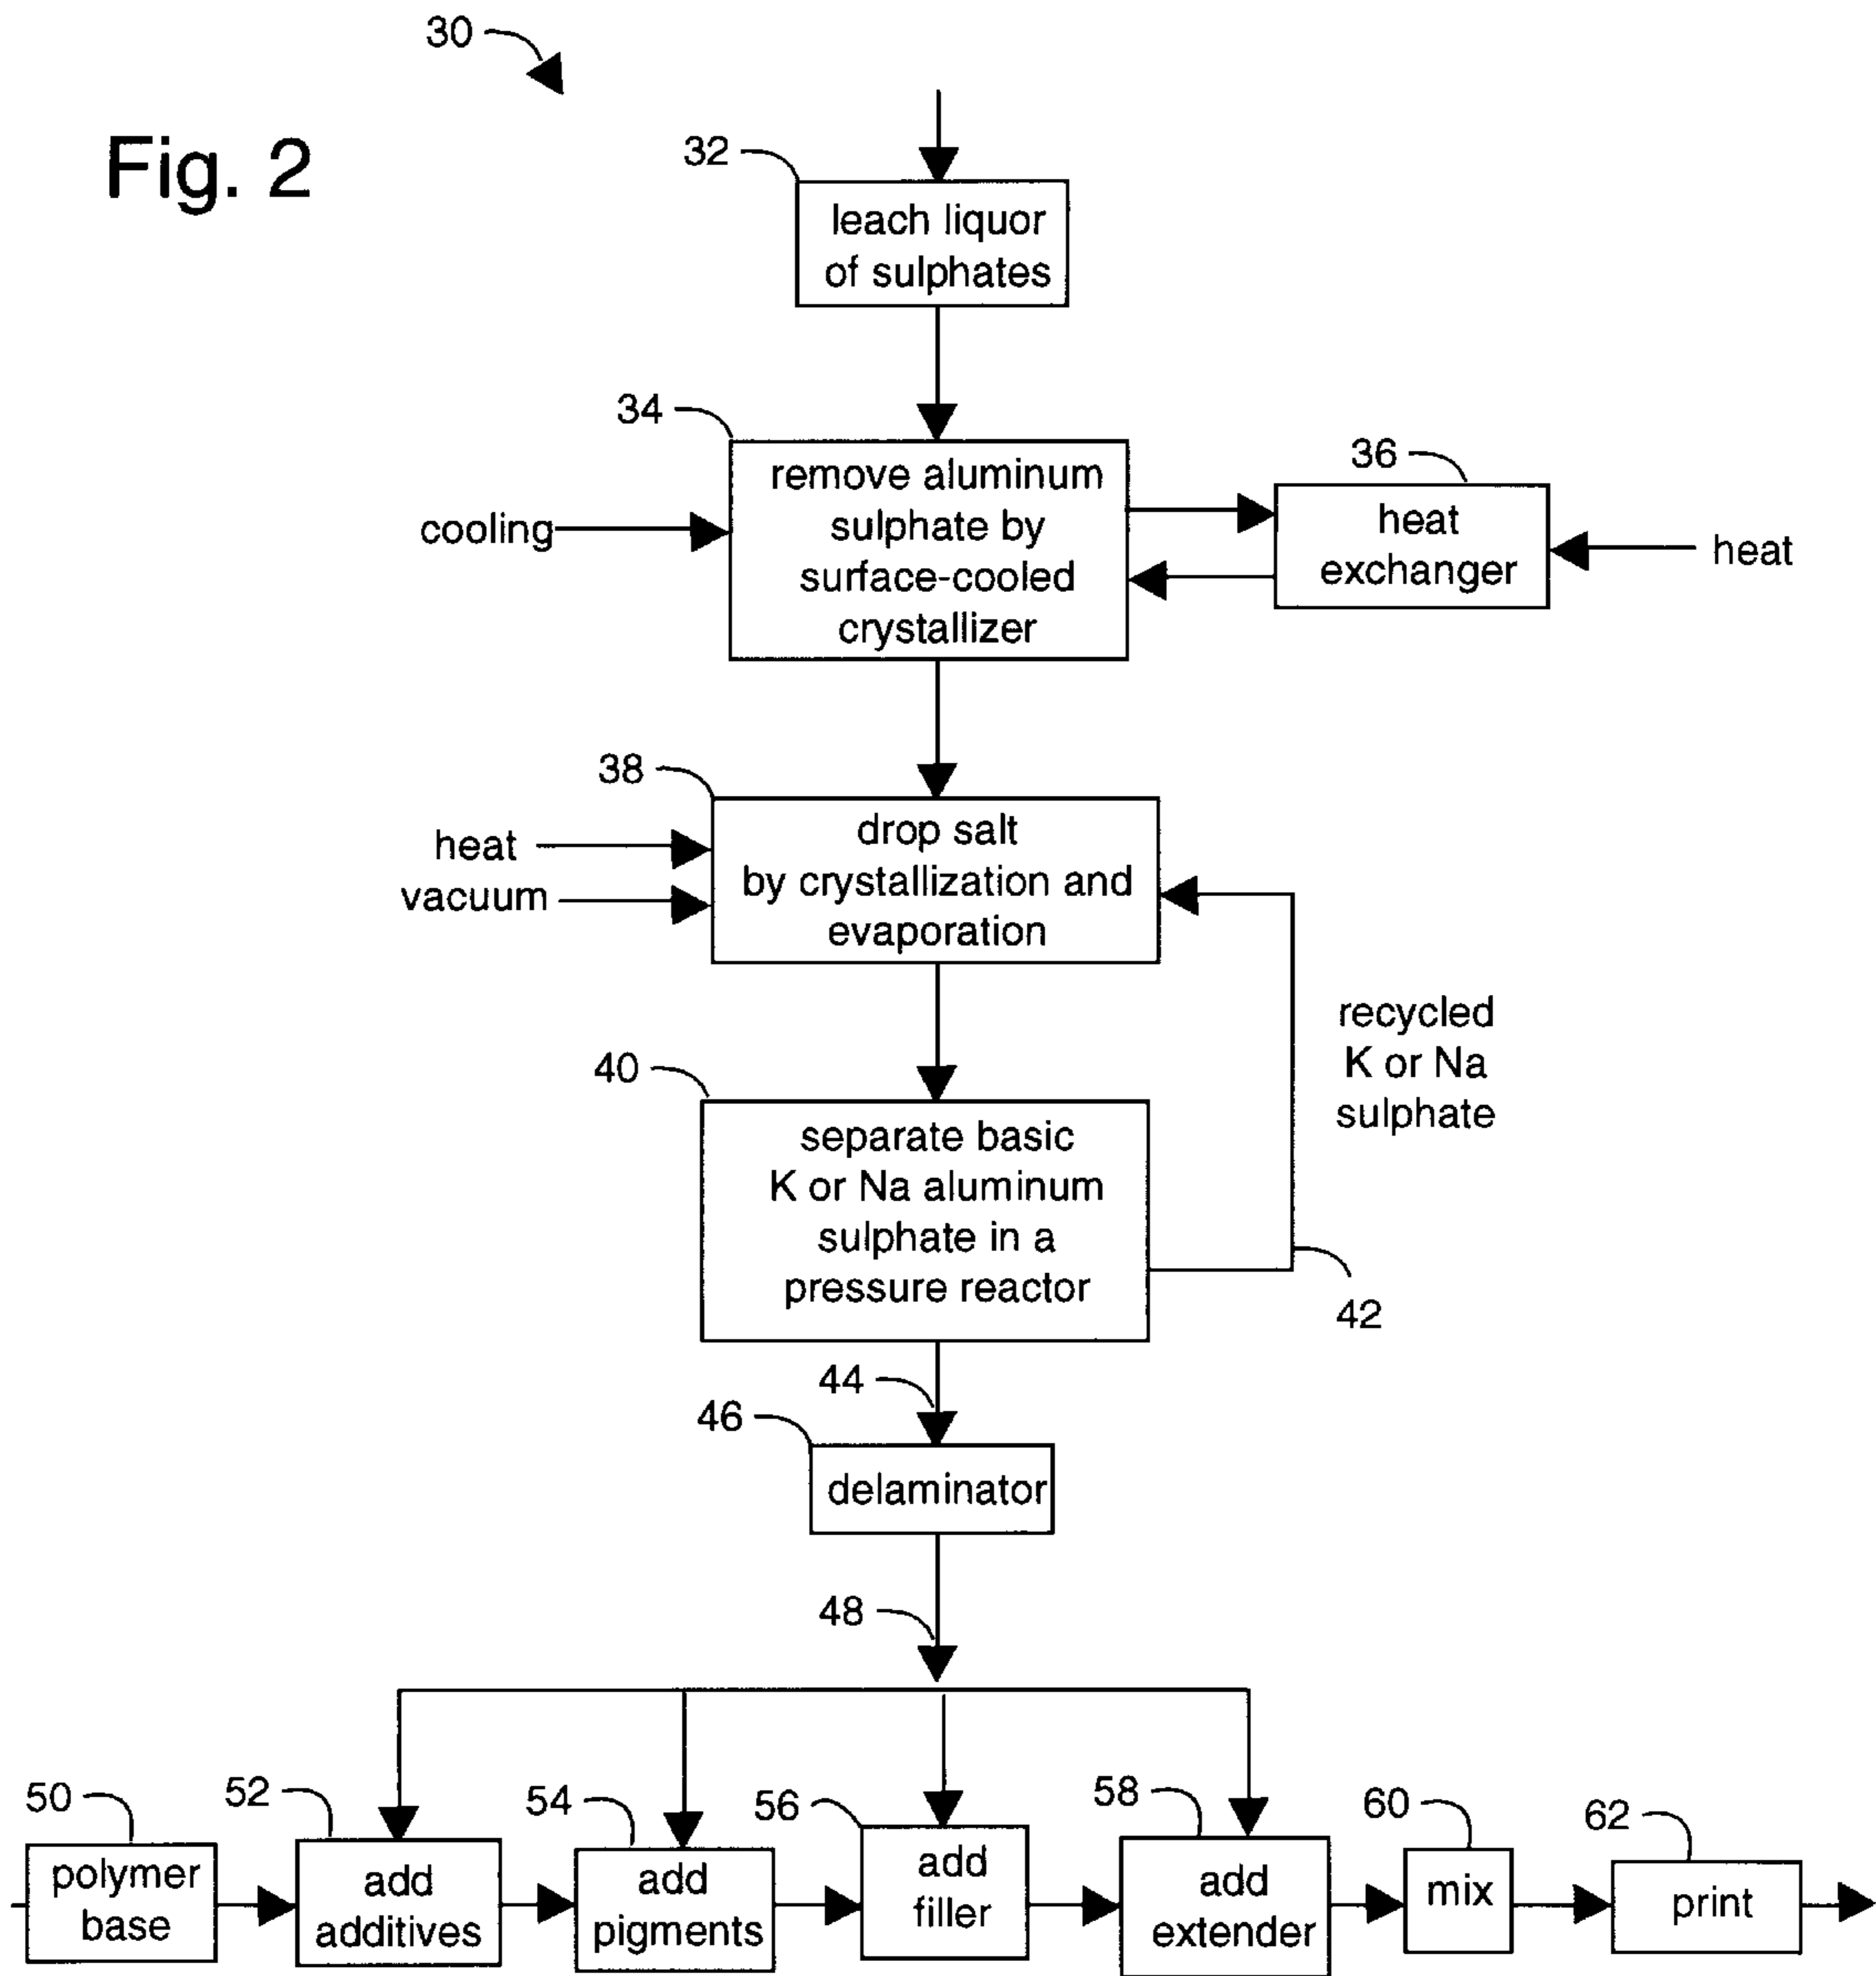 30
Fig. 2
32
leach liquor
of sulphates
34
remove aluminum
sulphate by
surface-cooled
crystallizer
cooling
36
heat
exchanger
heat
38
drop salt
by crystallization and
evaporation
heat
vacuum
recycled
K or Na
sulphate
40
separate basic
K or Na aluminum
sulphate in a
pressure reactor
42
44
46
delaminator
48
50
polymer
base
52
add
additives
54
add
pigments
56
add
filler
58
add
extender
60
mix
62
print